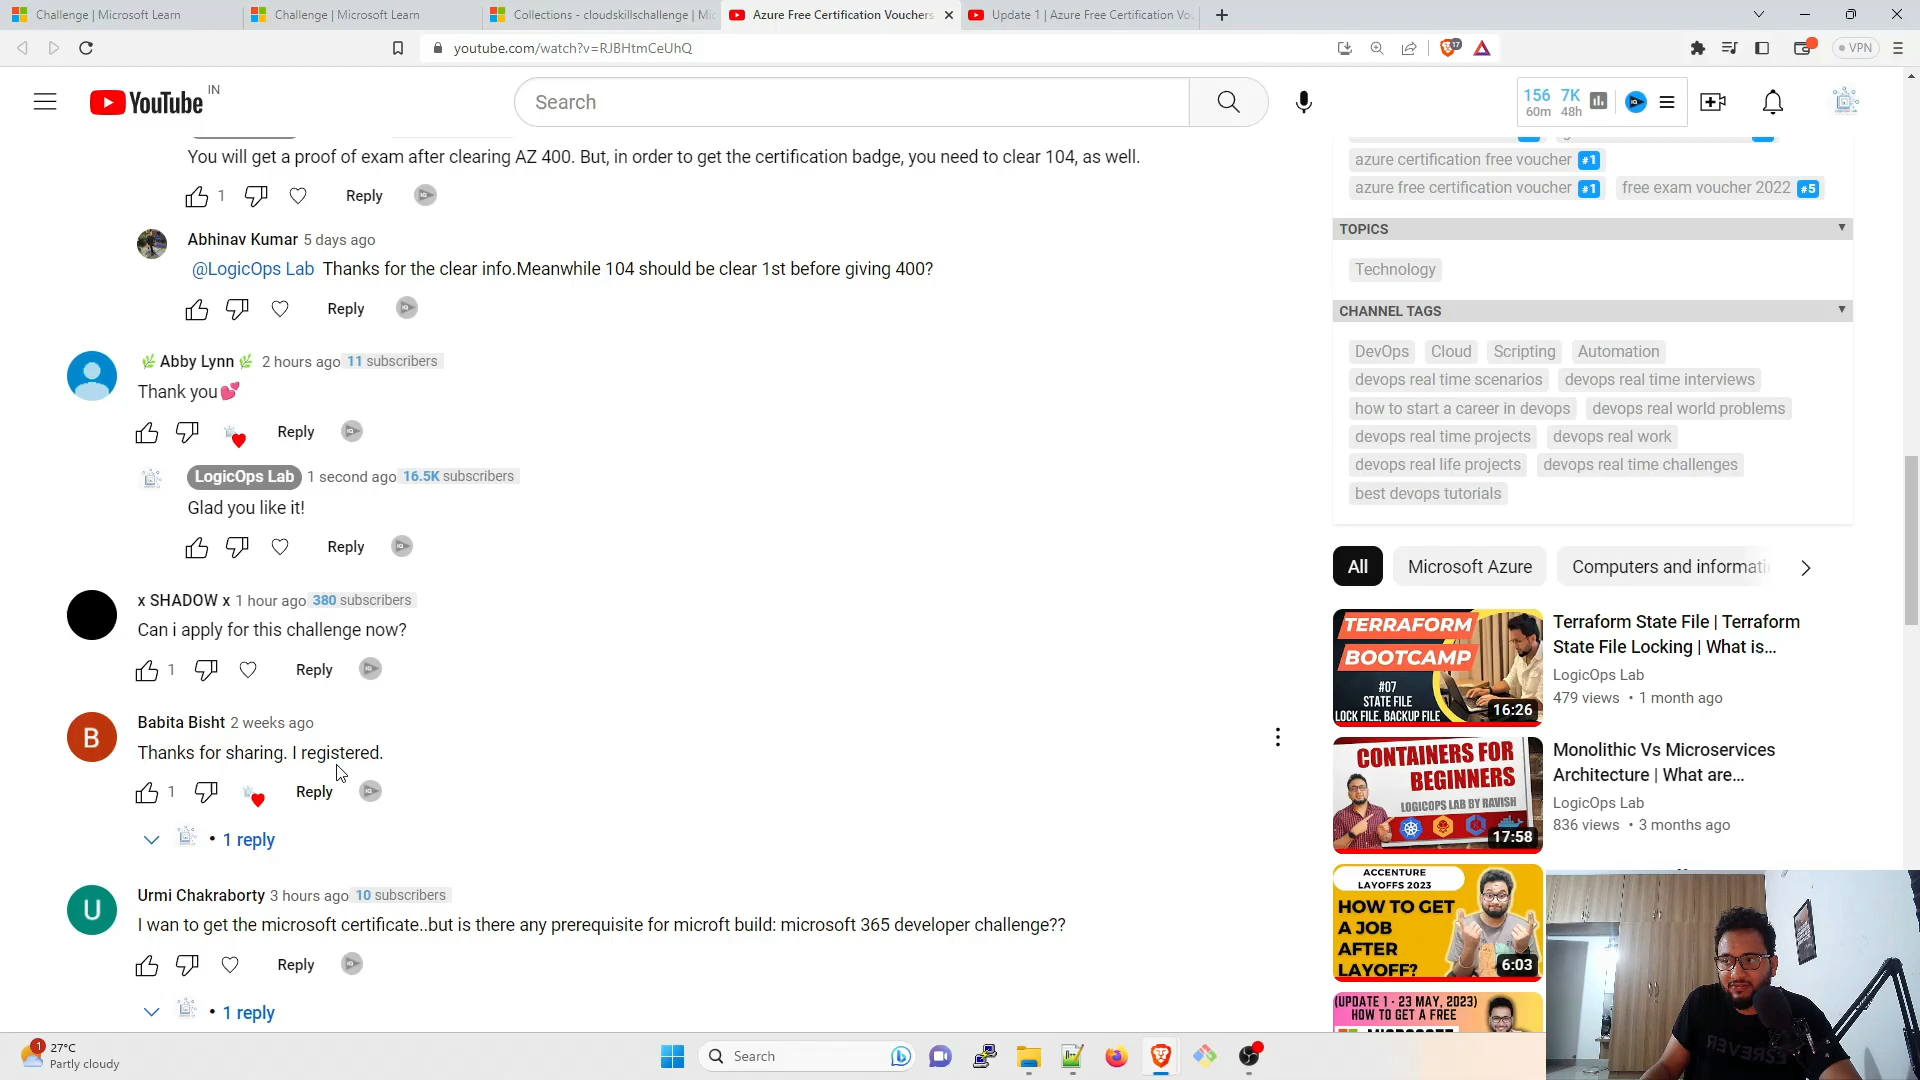 Challenge | Microsoft Learn
Challenge | Microsoft Learn
Collections - cloudskillschallenge | Mic
Azure Free Certification Vouchers
Update 1 | Azure Free Certification Vou
youtube.com/watch?v=RJBHtmCeUhQ
17
VPN
YouTube IN
Search
156 7K
60m 48h
You will get a proof of exam after clearing AZ 400. But, in order to get the certification badge, you need to clear 104, as well.
1 Reply
Abhinav Kumar 5 days ago
@LogicOps Lab Thanks for the clear info.Meanwhile 104 should be clear 1st before giving 400?
Reply
Abby Lynn 2 hours ago 11 subscribers
Thank you
Reply
LogicOps Lab 1 second ago 16.5K subscribers
Glad you like it!
Reply
x SHADOW x 1 hour ago 380 subscribers
Can i apply for this challenge now?
1 Reply
B
Babita Bisht 2 weeks ago
Thanks for sharing. I registered.
1 Reply
• 1 reply
U
Urmi Chakraborty 3 hours ago 10 subscribers
I wan to get the microsoft certificate..but is there any prerequisite for microft build: microsoft 365 developer challenge??
Reply
• 1 reply
azure certification free voucher #1
azure free certification voucher #1 free exam voucher 2022 #5
TOPICS
Technology
CHANNEL TAGS
DevOps Cloud Scripting Automation
devops real time scenarios devops real time interviews
how to start a career in devops devops real world problems
devops real time projects devops real work
devops real life projects devops real time challenges
best devops tutorials
All Microsoft Azure Computers and informati
TERRAFORM
BOOTCAMP
#07
STATE FILE
LOCK FILE, BACKUP FILE
16:26
Terraform State File | Terraform
State File Locking | What is...
LogicOps Lab
479 views • 1 month ago
CONTAINERS FOR
BEGINNERS
LOGICOPS LAB BY RAVISH
17:58
Monolithic Vs Microservices
Architecture | What are...
LogicOps Lab
836 views • 3 months ago
ACCENTURE
LAYOFFS 2023
HOW TO GET
A JOB
AFTER
LAYOFF?
6:03
(UPDATE 1 - 23 MAY, 2023)
HOW TO GET A FREE
1
27°C
Partly cloudy
Search